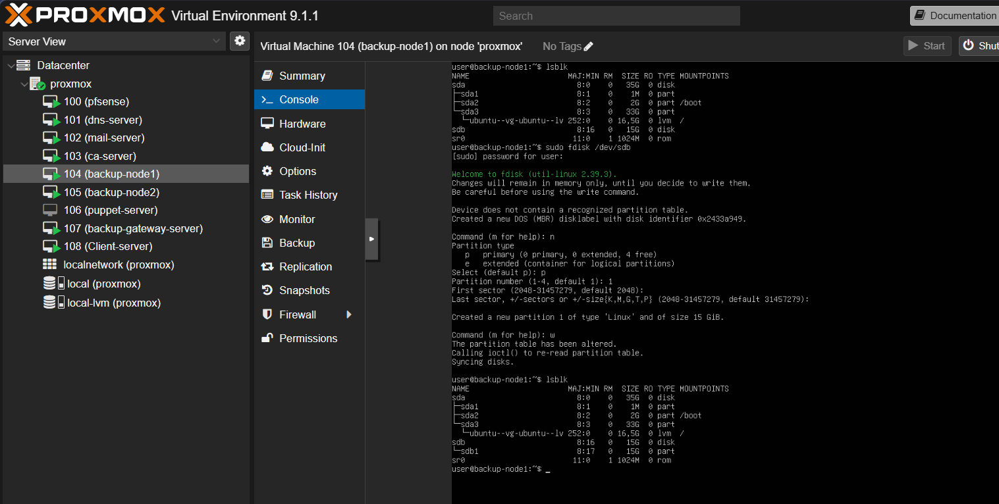 PROXMOX Virtual Environment 9.1.1
Search
Documentation
Server View
Virtual Machine 104 (backup-node1) on node 'proxmox'
No Tags
Start
Shut
Datacenter
proxmox
100 (pfsense)
101 (dns-server)
102 (mail-server)
103 (ca-server)
104 (backup-node1)
105 (backup-node2)
106 (puppet-server)
107 (backup-gateway-server)
108 (Client-server)
localnetwork (proxmox)
local (proxmox)
local-lvm (proxmox)
Summary
Console
Hardware
Cloud-Init
Options
Task History
Monitor
Backup
Replication
Snapshots
Firewall
Permissions
user@backup-node1:~$ lsblk
NAME                      MAJ:MIN RM  SIZE RO TYPE MOUNTPOINTS
sda                         8:0    0   35G  0 disk
├─sda1                      8:1    0    1M  0 part
├─sda2                      8:2    0    2G  0 part /boot
└─sda3                      8:3    0   33G  0 part
  └─ubuntu--vg-ubuntu--lv 252:0    0 16,5G  0 lvm  /
sdb                         8:16   0   15G  0 disk
sr0                        11:0    1 1024M  0 rom
user@backup-node1:~$ sudo fdisk /dev/sdb
[sudo] password for user:
Welcome to fdisk (util-linux 2.39.3).
Changes will remain in memory only, until you decide to write them.
Be careful before using the write command.
Device does not contain a recognized partition table.
Created a new DOS (MBR) disklabel with disk identifier 0x2433a949.
Command (m for help): n
Partition type
   p   primary (0 primary, 0 extended, 4 free)
   e   extended (container for logical partitions)
Select (default p): p
Partition number (1-4, default 1): 1
First sector (2048-31457279, default 2048):
Last sector, +/-sectors or +/-size{K,M,G,T,P} (2048-31457279, default 31457279):
Created a new partition 1 of type 'Linux' and of size 15 GiB.
Command (m for help): w
The partition table has been altered.
Calling ioctl() to re-read partition table.
Syncing disks.
user@backup-node1:~$ lsblk
NAME                      MAJ:MIN RM  SIZE RO TYPE MOUNTPOINTS
sda                         8:0    0   35G  0 disk
├─sda1                      8:1    0    1M  0 part
├─sda2                      8:2    0    2G  0 part /boot
└─sda3                      8:3    0   33G  0 part
  └─ubuntu--vg-ubuntu--lv 252:0    0 16,5G  0 lvm  /
sdb                         8:16   0   15G  0 disk
└─sdb1                      8:17   0   15G  0 part
sr0                        11:0    1 1024M  0 rom
user@backup-node1:~$ _